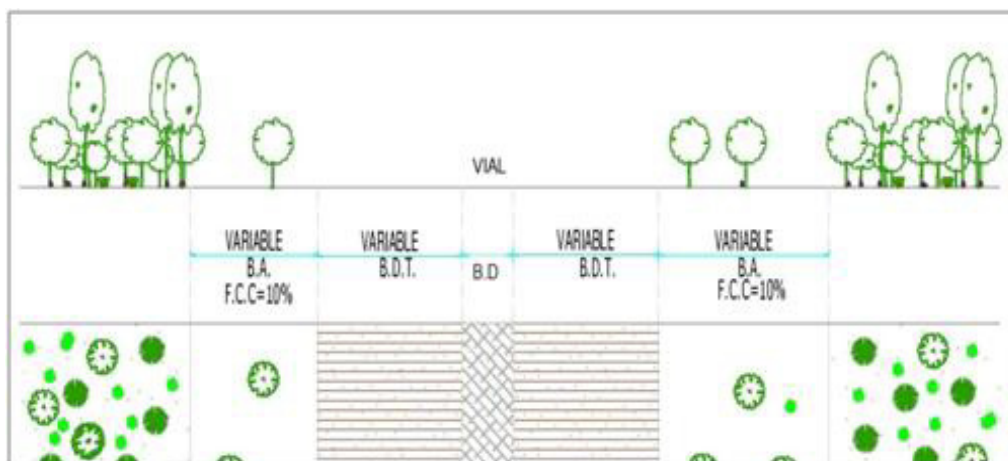 VIAL
VARIABLE
B.A.
F.C.C=10%
VARIABLE
B.D.T.
B.D
VARIABLE
B.D.T.
VARIABLE
B.A.
F.C.C=10%